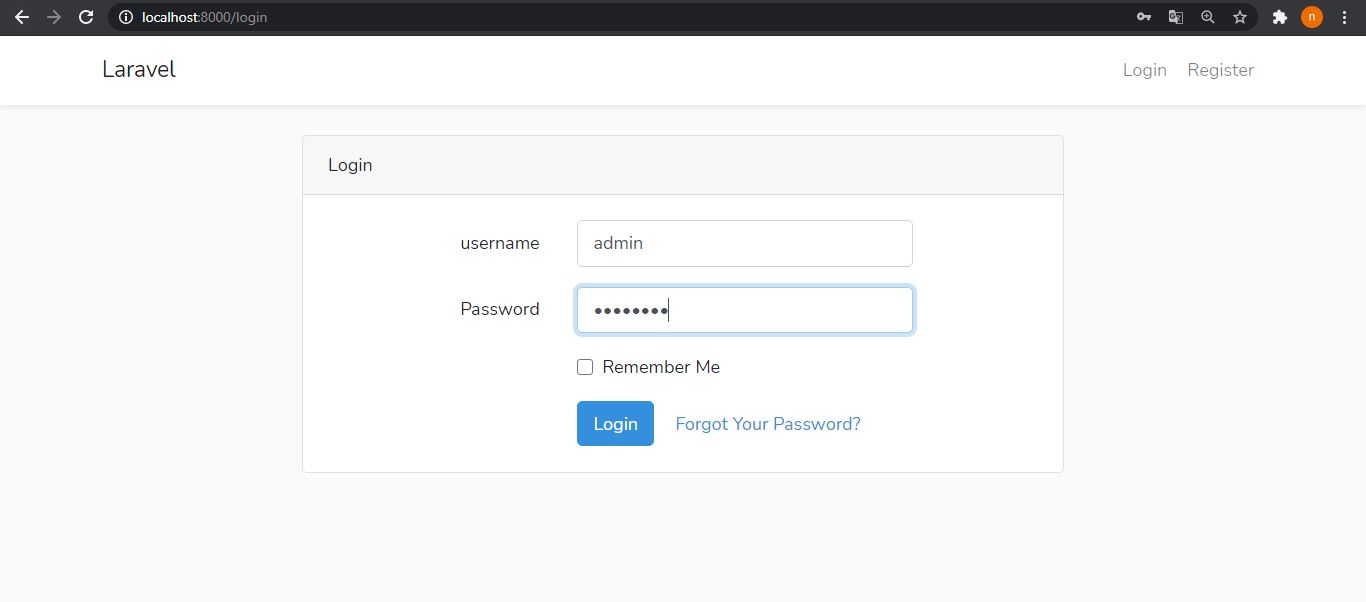 localhost:8000/login
n
Laravel
Login Register
Login
username admin
Password ••••••••
Remember Me
Login Forgot Your Password?